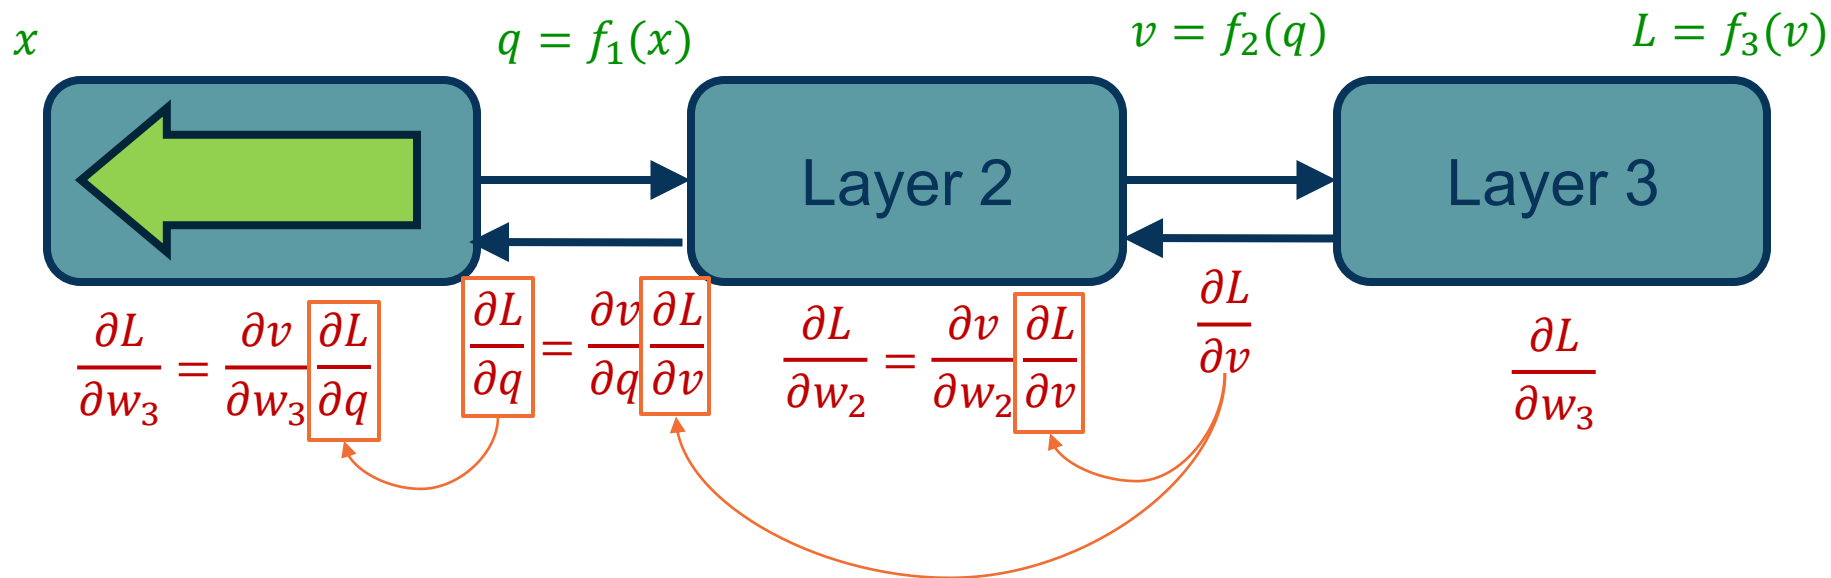 x
q = f₁(x)
v = f₂(q)
L = f₃(v)
Layer 2
Layer 3
∂L/∂w₃ = ∂v/∂w₃ ∂L/∂q
∂L/∂q = ∂v/∂q ∂L/∂v
∂L/∂w₂ = ∂v/∂w₂ ∂L/∂v
∂L/∂v
∂L/∂w₃